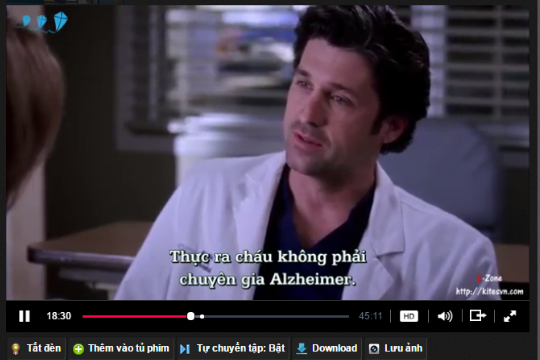 Thực ra cháu không phải
chuyên gia Alzheimer.
-Zone
http://kitesvn.com
18:30
45:11
HD
Tắt đèn
Thêm vào tủ phim
Tự chuyển tập: Bật
Download
Lưu ảnh